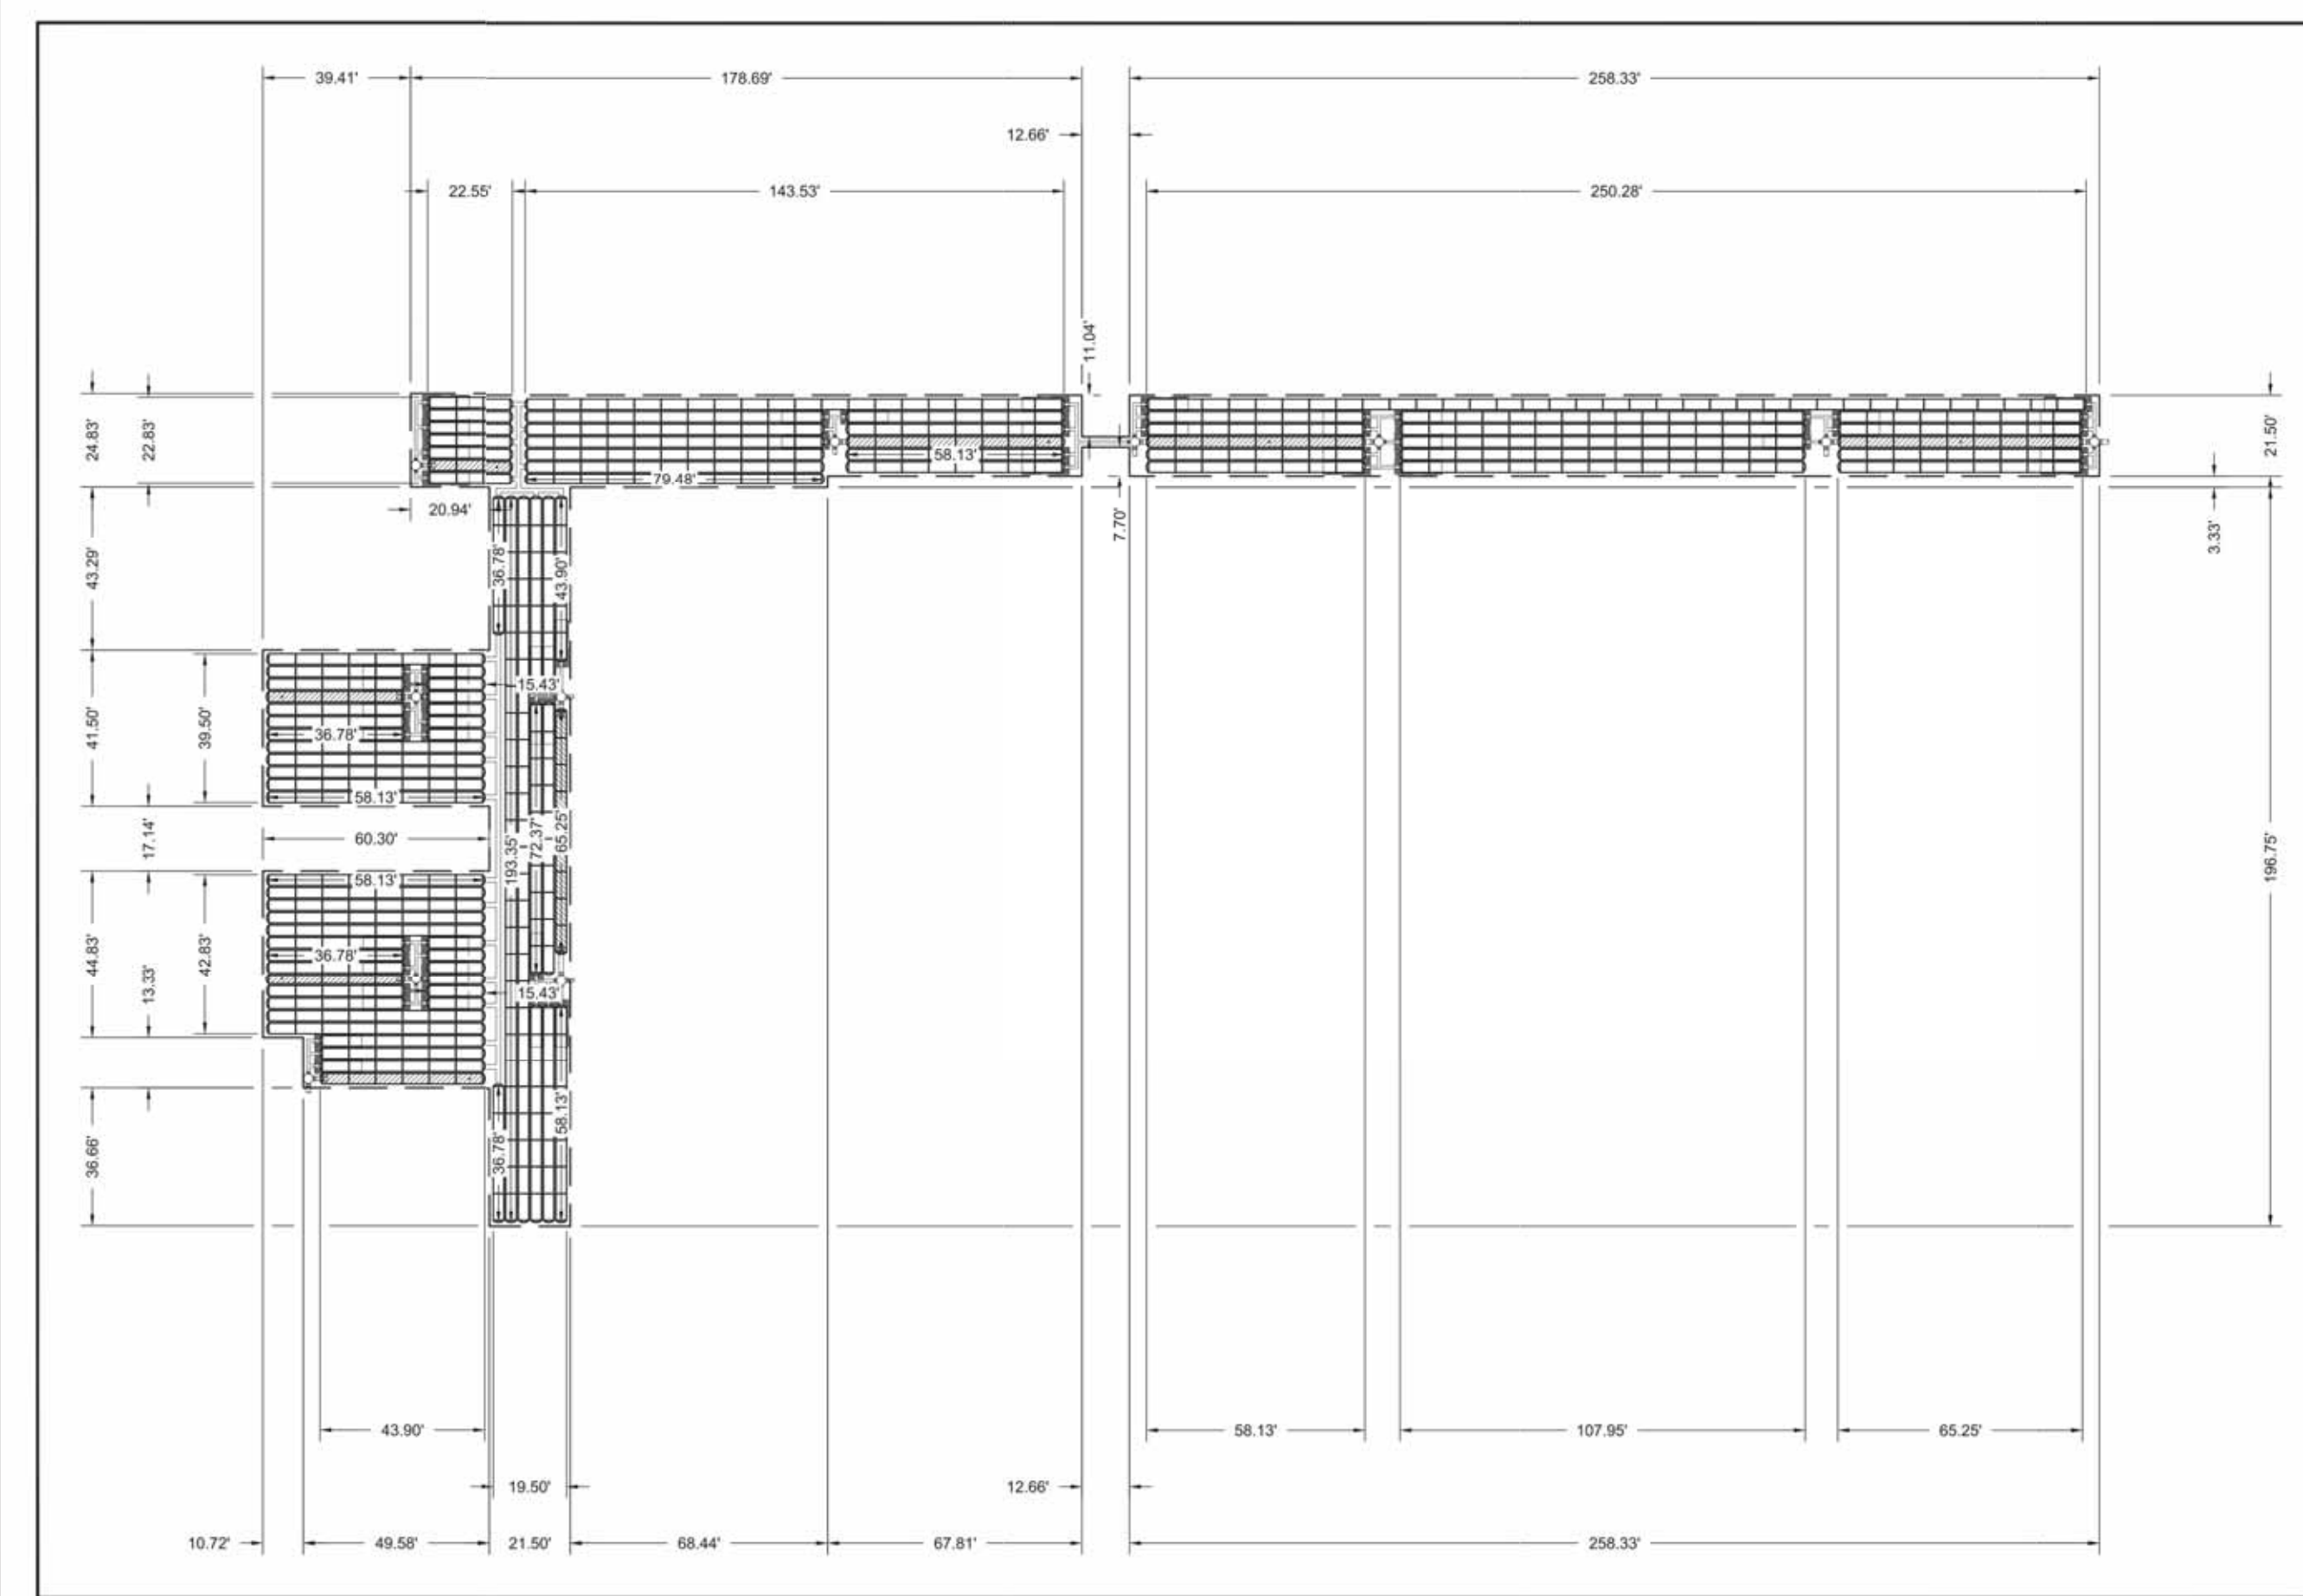 39.41' 178.69' 258.33'
12.66'
22.55' 143.53' 250.28'
11.04'
24.83' 22.83' 58.13' 21.50'
79.48'
20.94' 7.70' 3.33'
43.29' 36.78' 43.90'
15.43'
41.50' 39.50' 36.78'
58.13'
17.14' 60.30' 193.35' 72.37' 65.25' 196.75'
58.13'
44.83' 13.33' 42.83' 36.78'
15.43'
36.66' 36.78' 58.13'
43.90' 58.13' 107.95' 65.25'
19.50' 12.66'
10.72' 49.58' 21.50' 68.44' 67.81' 258.33'